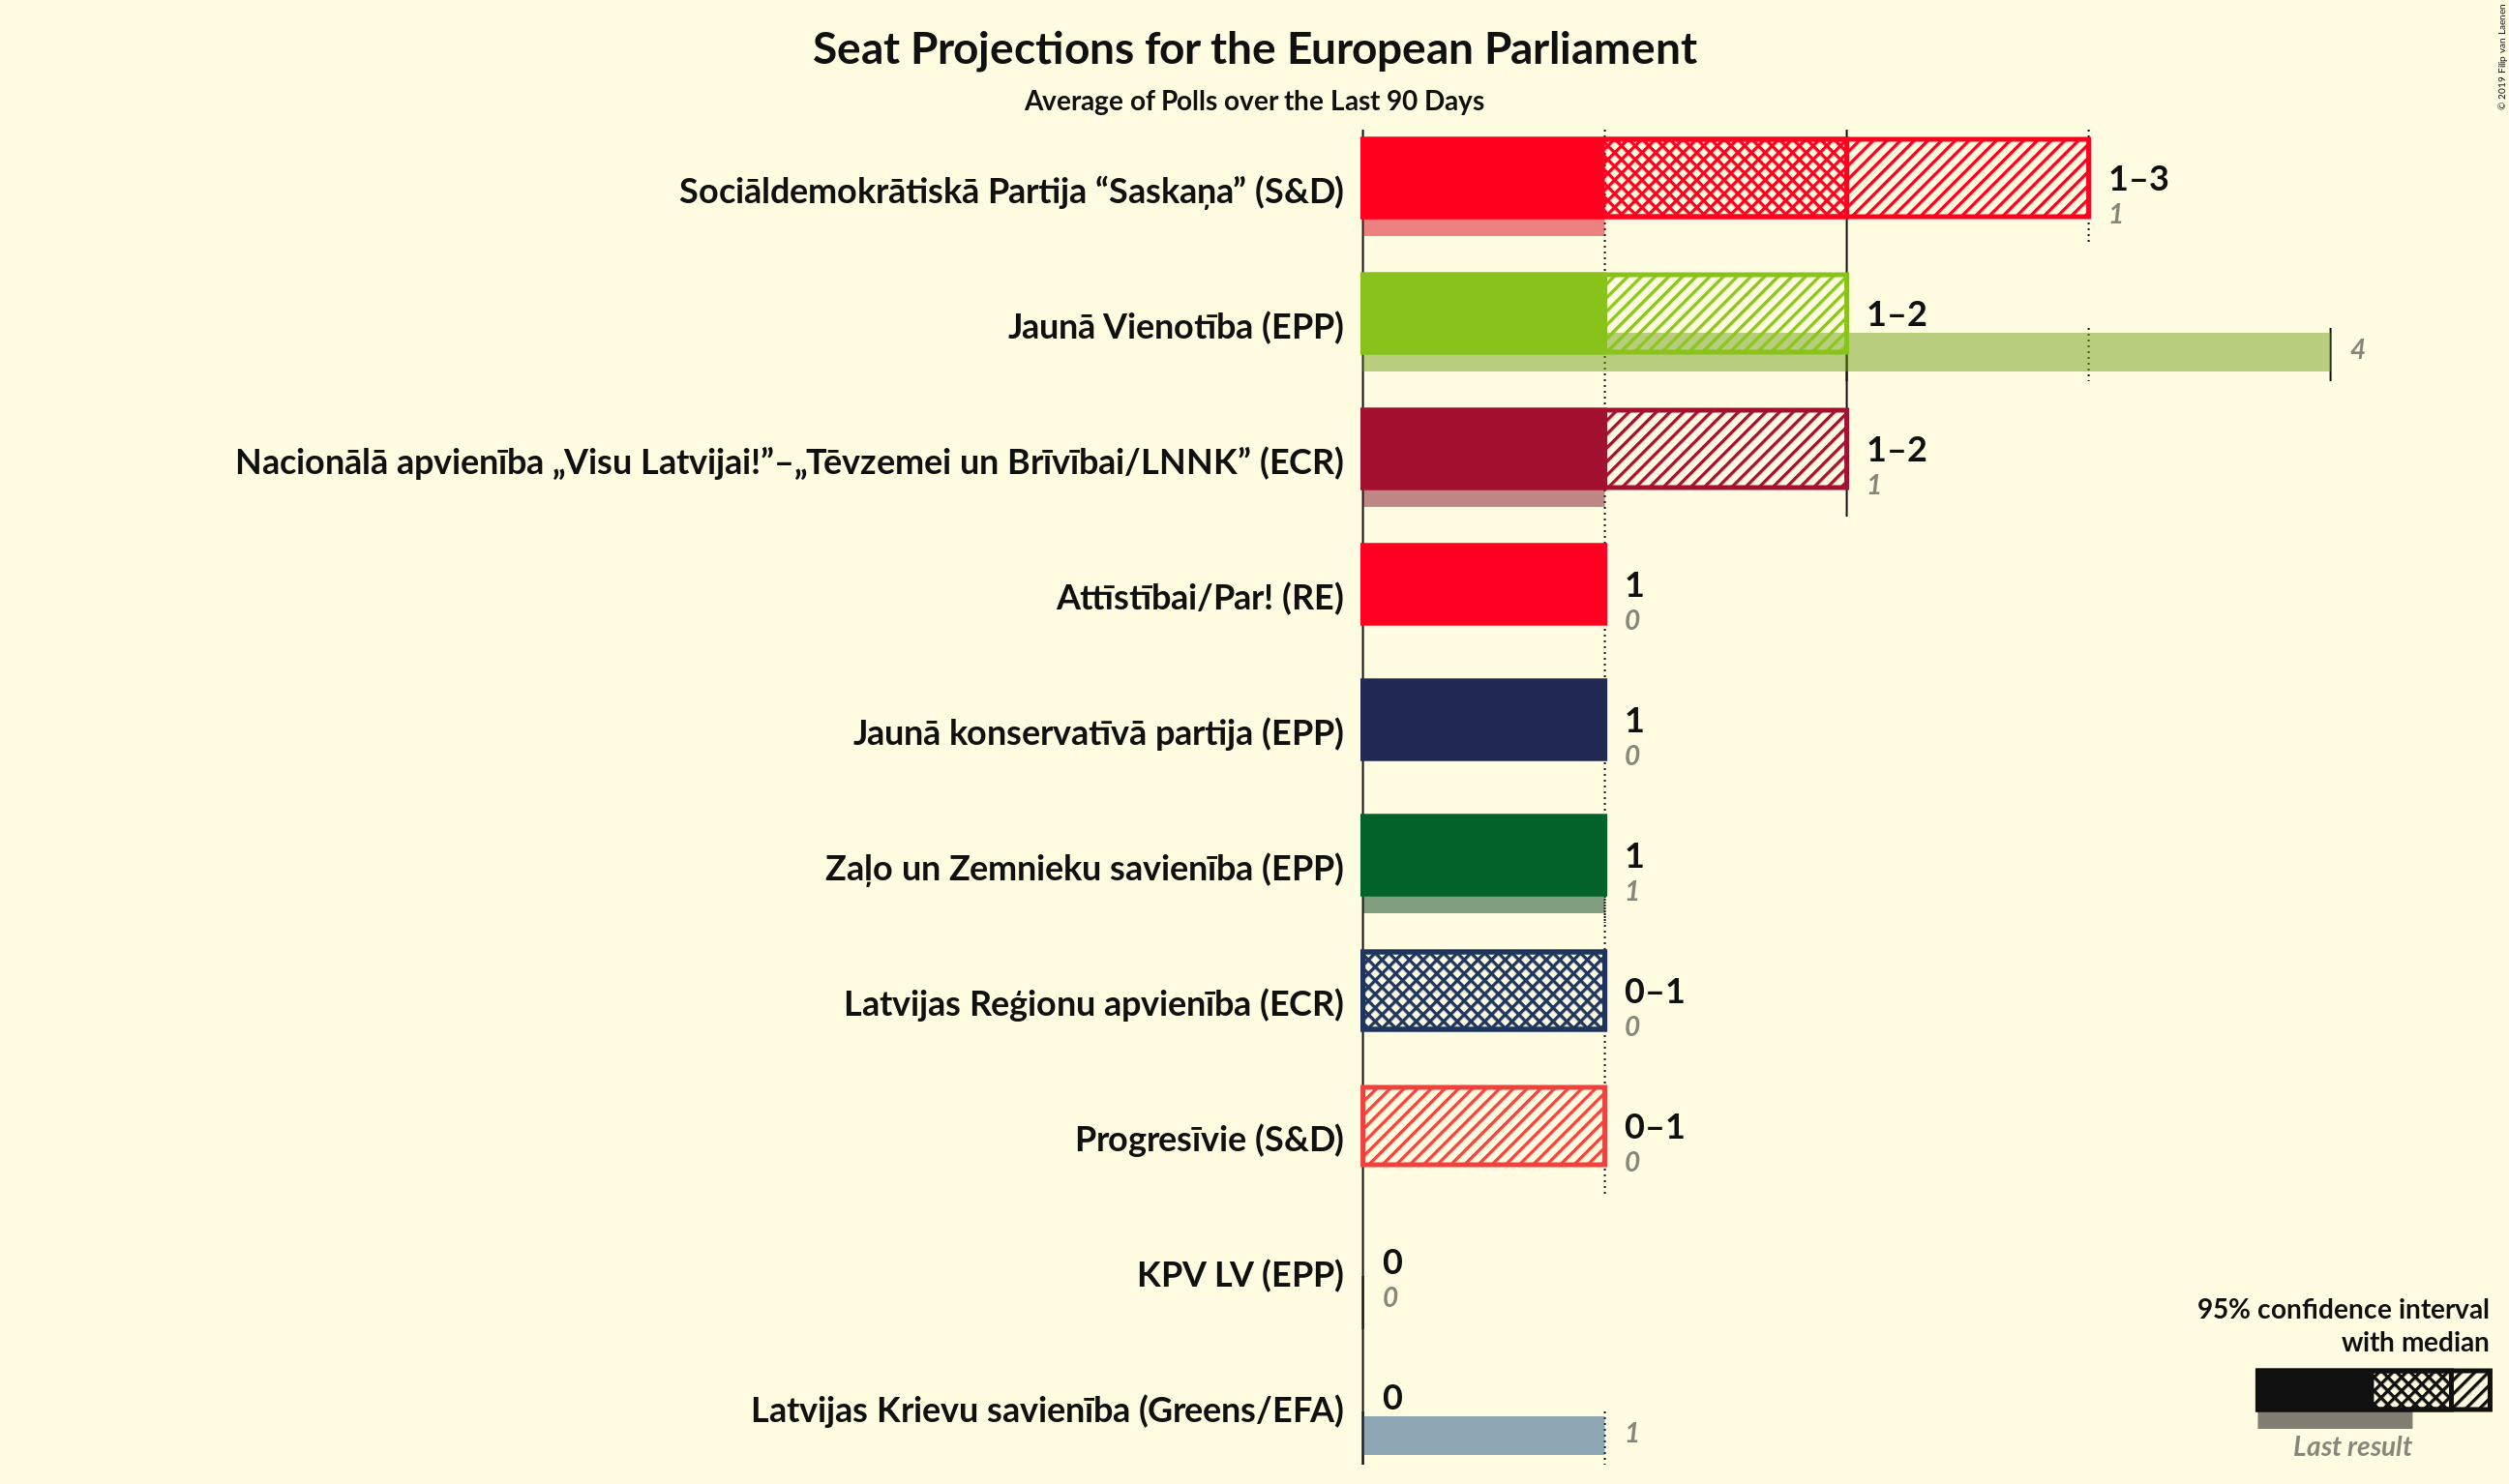 Seat Projections for the European Parliament
Average of Polls over the Last 90 Days
© 2019 Filip van Laenen
Sociāldemokrātiskā Partija “Saskaņa” (S&D)
1–3
1
Jaunā Vienotība (EPP)
1–2
4
Nacionālā apvienība „Visu Latvijai!”–„Tēvzemei un Brīvībai/LNNK” (ECR)
1–2
1
Attīstībai/Par! (RE)
1
0
Jaunā konservatīvā partija (EPP)
1
0
Zaļo un Zemnieku savienība (EPP)
1
1
Latvijas Reģionu apvienība (ECR)
0–1
0
Progresīvie (S&D)
0–1
0
KPV LV (EPP)
0
0
Latvijas Krievu savienība (Greens/EFA)
0
1
95% confidence interval
with median
Last result